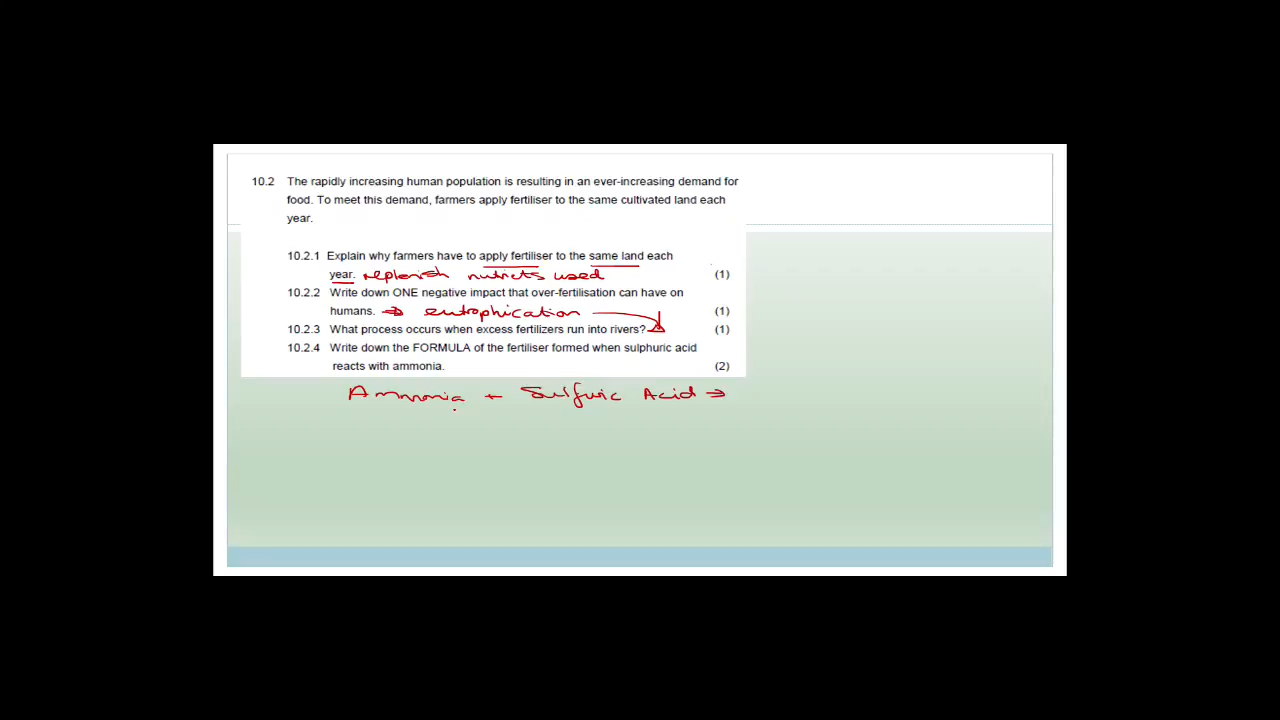 10.2 The rapidly increasing human population is resulting in an ever-increasing demand for
food. To meet this demand, farmers apply fertiliser to the same cultivated land each
year.
10.2.1 Explain why farmers have to apply fertiliser to the same land each
year. replenish nutriets used (1)
10.2.2 Write down ONE negative impact that over-fertilisation can have on
humans. → eutrophication (1)
10.2.3 What process occurs when excess fertilizers run into rivers? (1)
10.2.4 Write down the FORMULA of the fertiliser formed when sulphuric acid
reacts with ammonia. (2)
Ammonia + Sulfuric Acid →